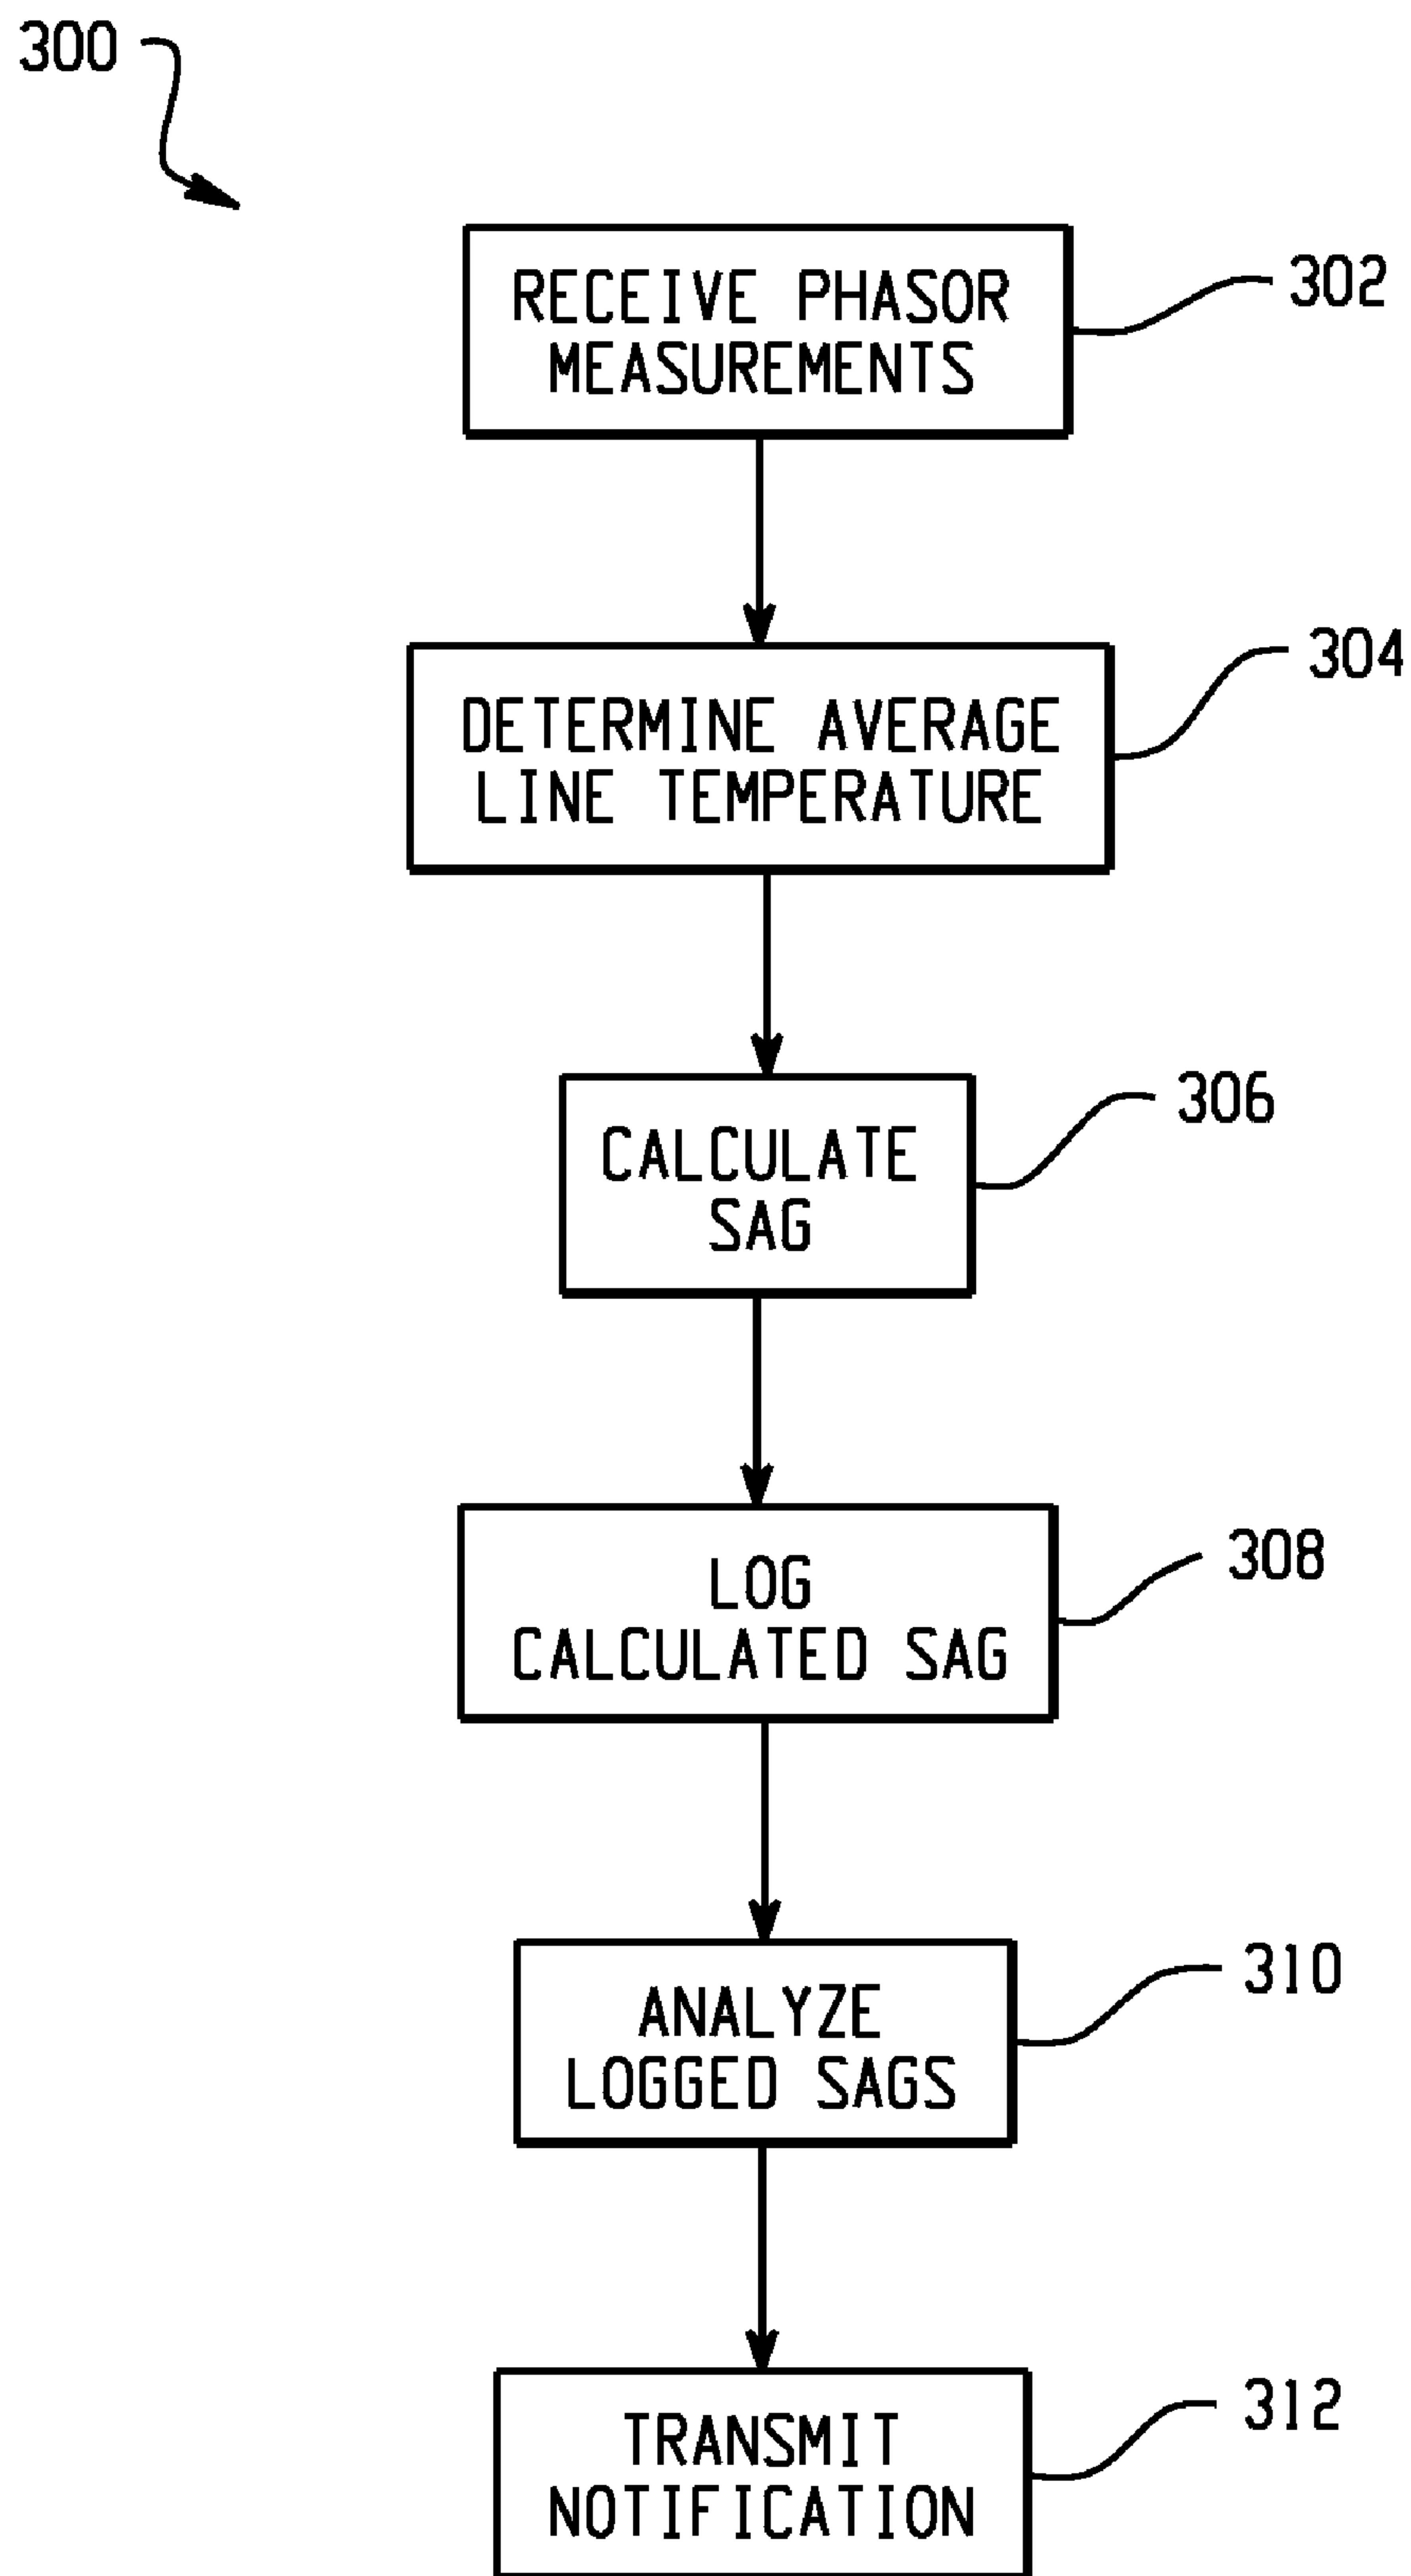 300
RECEIVE PHASOR
MEASUREMENTS
302
DETERMINE AVERAGE
LINE TEMPERATURE
304
CALCULATE
SAG
306
LOG
CALCULATED SAG
308
ANALYZE
LOGGED SAGS
310
TRANSMIT
NOTIFICATION
312